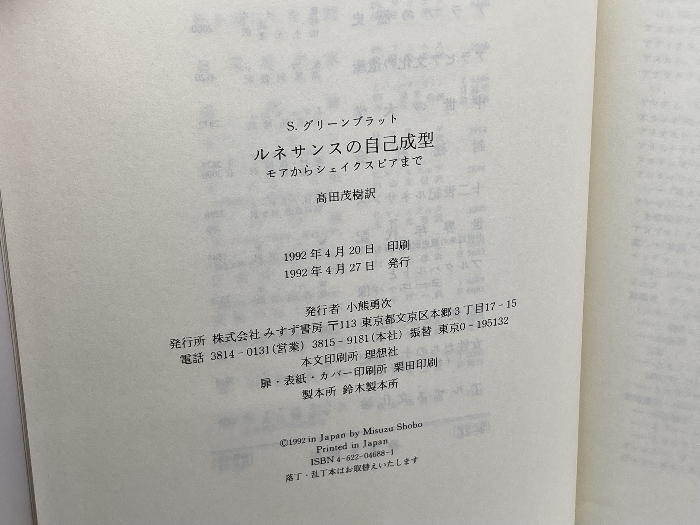 S. グリーンブラット
ルネサンスの自己成型
モアからシェイクスピアまで
髙田茂樹訳
1992年4月20日 印刷
1992年4月27日 発行
発行者 小熊勇次
発行所 株式会社 みすず書房 〒113 東京都文京区本郷3丁目17-15
電話 3814-0131(営業) 3815-9181(本社) 振替 東京0-195132
本文印刷所 理想社
扉・表紙・カバー印刷所 栗田印刷
製本所 鈴木製本所
©1992 in Japan by Misuzu Shobo
Printed in Japan
ISBN 4-622-04688-1
落丁・乱丁本はお取替えいたします